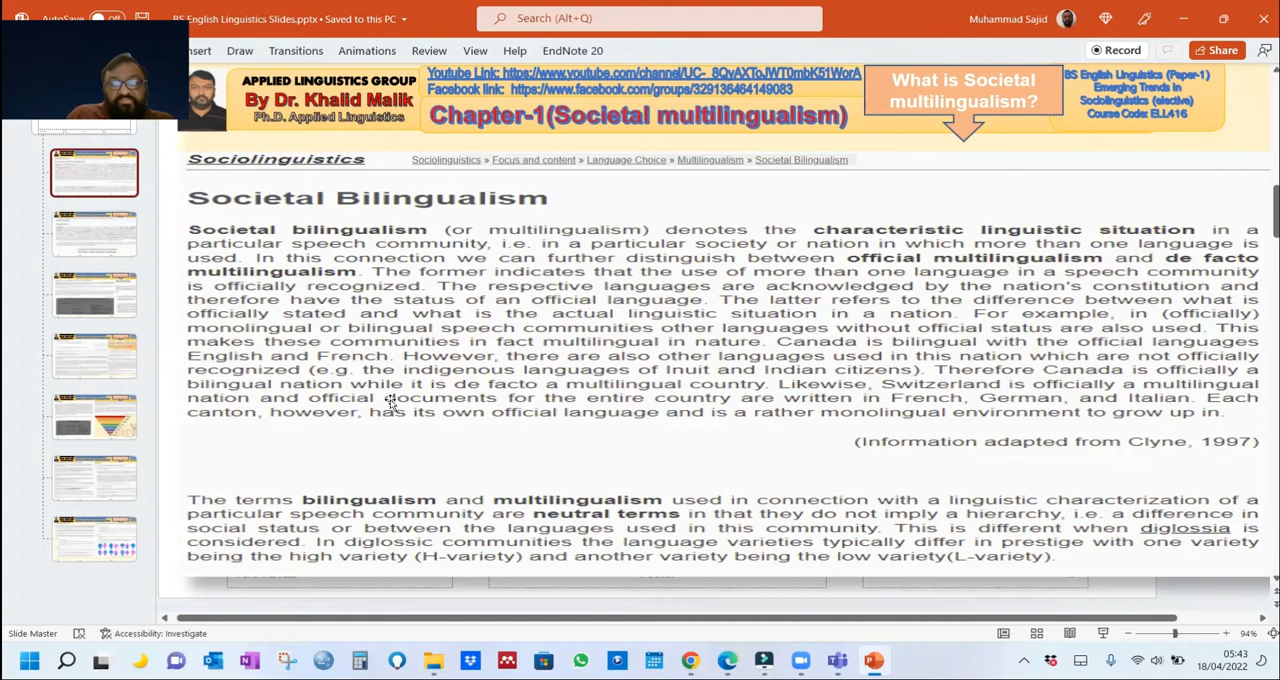 AutoSave Off
BS English Linguistics Slides.pptx • Saved to this PC
Search (Alt+Q)
Muhammad Sajid
nsert Draw Transitions Animations Review View Help EndNote 20
Record
Share
APPLIED LINGUISTICS GROUP
By Dr. Khalid Malik
Ph.D. Applied Linguistics
Youtube Link: https://www.youtube.com/channel/UC-_8QyAXToJWT0mbK51WorA
Facebook link: https://www.facebook.com/groups/329136464149083
Chapter-1(Societal multilingualism)
What is Societal
multilingualism?
BS English Linguistics (Paper-1)
Emerging Trends in
Sociolinguistics (elective)
Course Code: ELL416
Sociolinguistics
Sociolinguistics » Focus and content » Language Choice » Multilingualism » Societal Bilingualism
Societal Bilingualism
Societal bilingualism (or multilingualism) denotes the characteristic linguistic situation in a
particular speech community, i.e. in a particular society or nation in which more than one language is
used. In this connection we can further distinguish between official multilingualism and de facto
multilingualism. The former indicates that the use of more than one language in a speech community
is officially recognized. The respective languages are acknowledged by the nation's constitution and
therefore have the status of an official language. The latter refers to the difference between what is
officially stated and what is the actual linguistic situation in a nation. For example, in (officially)
monolingual or bilingual speech communities other languages without official status are also used. This
makes these communities in fact multilingual in nature. Canada is bilingual with the official languages
English and French. However, there are also other languages used in this nation which are not officially
recognized (e.g. the indigenous languages of Inuit and Indian citizens). Therefore Canada is officially a
bilingual nation while it is de facto a multilingual country. Likewise, Switzerland is officially a multilingual
nation and official documents for the entire country are written in French, German, and Italian. Each
canton, however, has its own official language and is a rather monolingual environment to grow up in.
(Information adapted from Clyne, 1997)
The terms bilingualism and multilingualism used in connection with a linguistic characterization of a
particular speech community are neutral terms in that they do not imply a hierarchy, i.e. a difference in
social status or between the languages used in this community. This is different when diglossia is
considered. In diglossic communities the language varieties typically differ in prestige with one variety
being the high variety (H-variety) and another variety being the low variety(L-variety).
Slide Master
Accessibility: Investigate
94%
05:43
18/04/2022